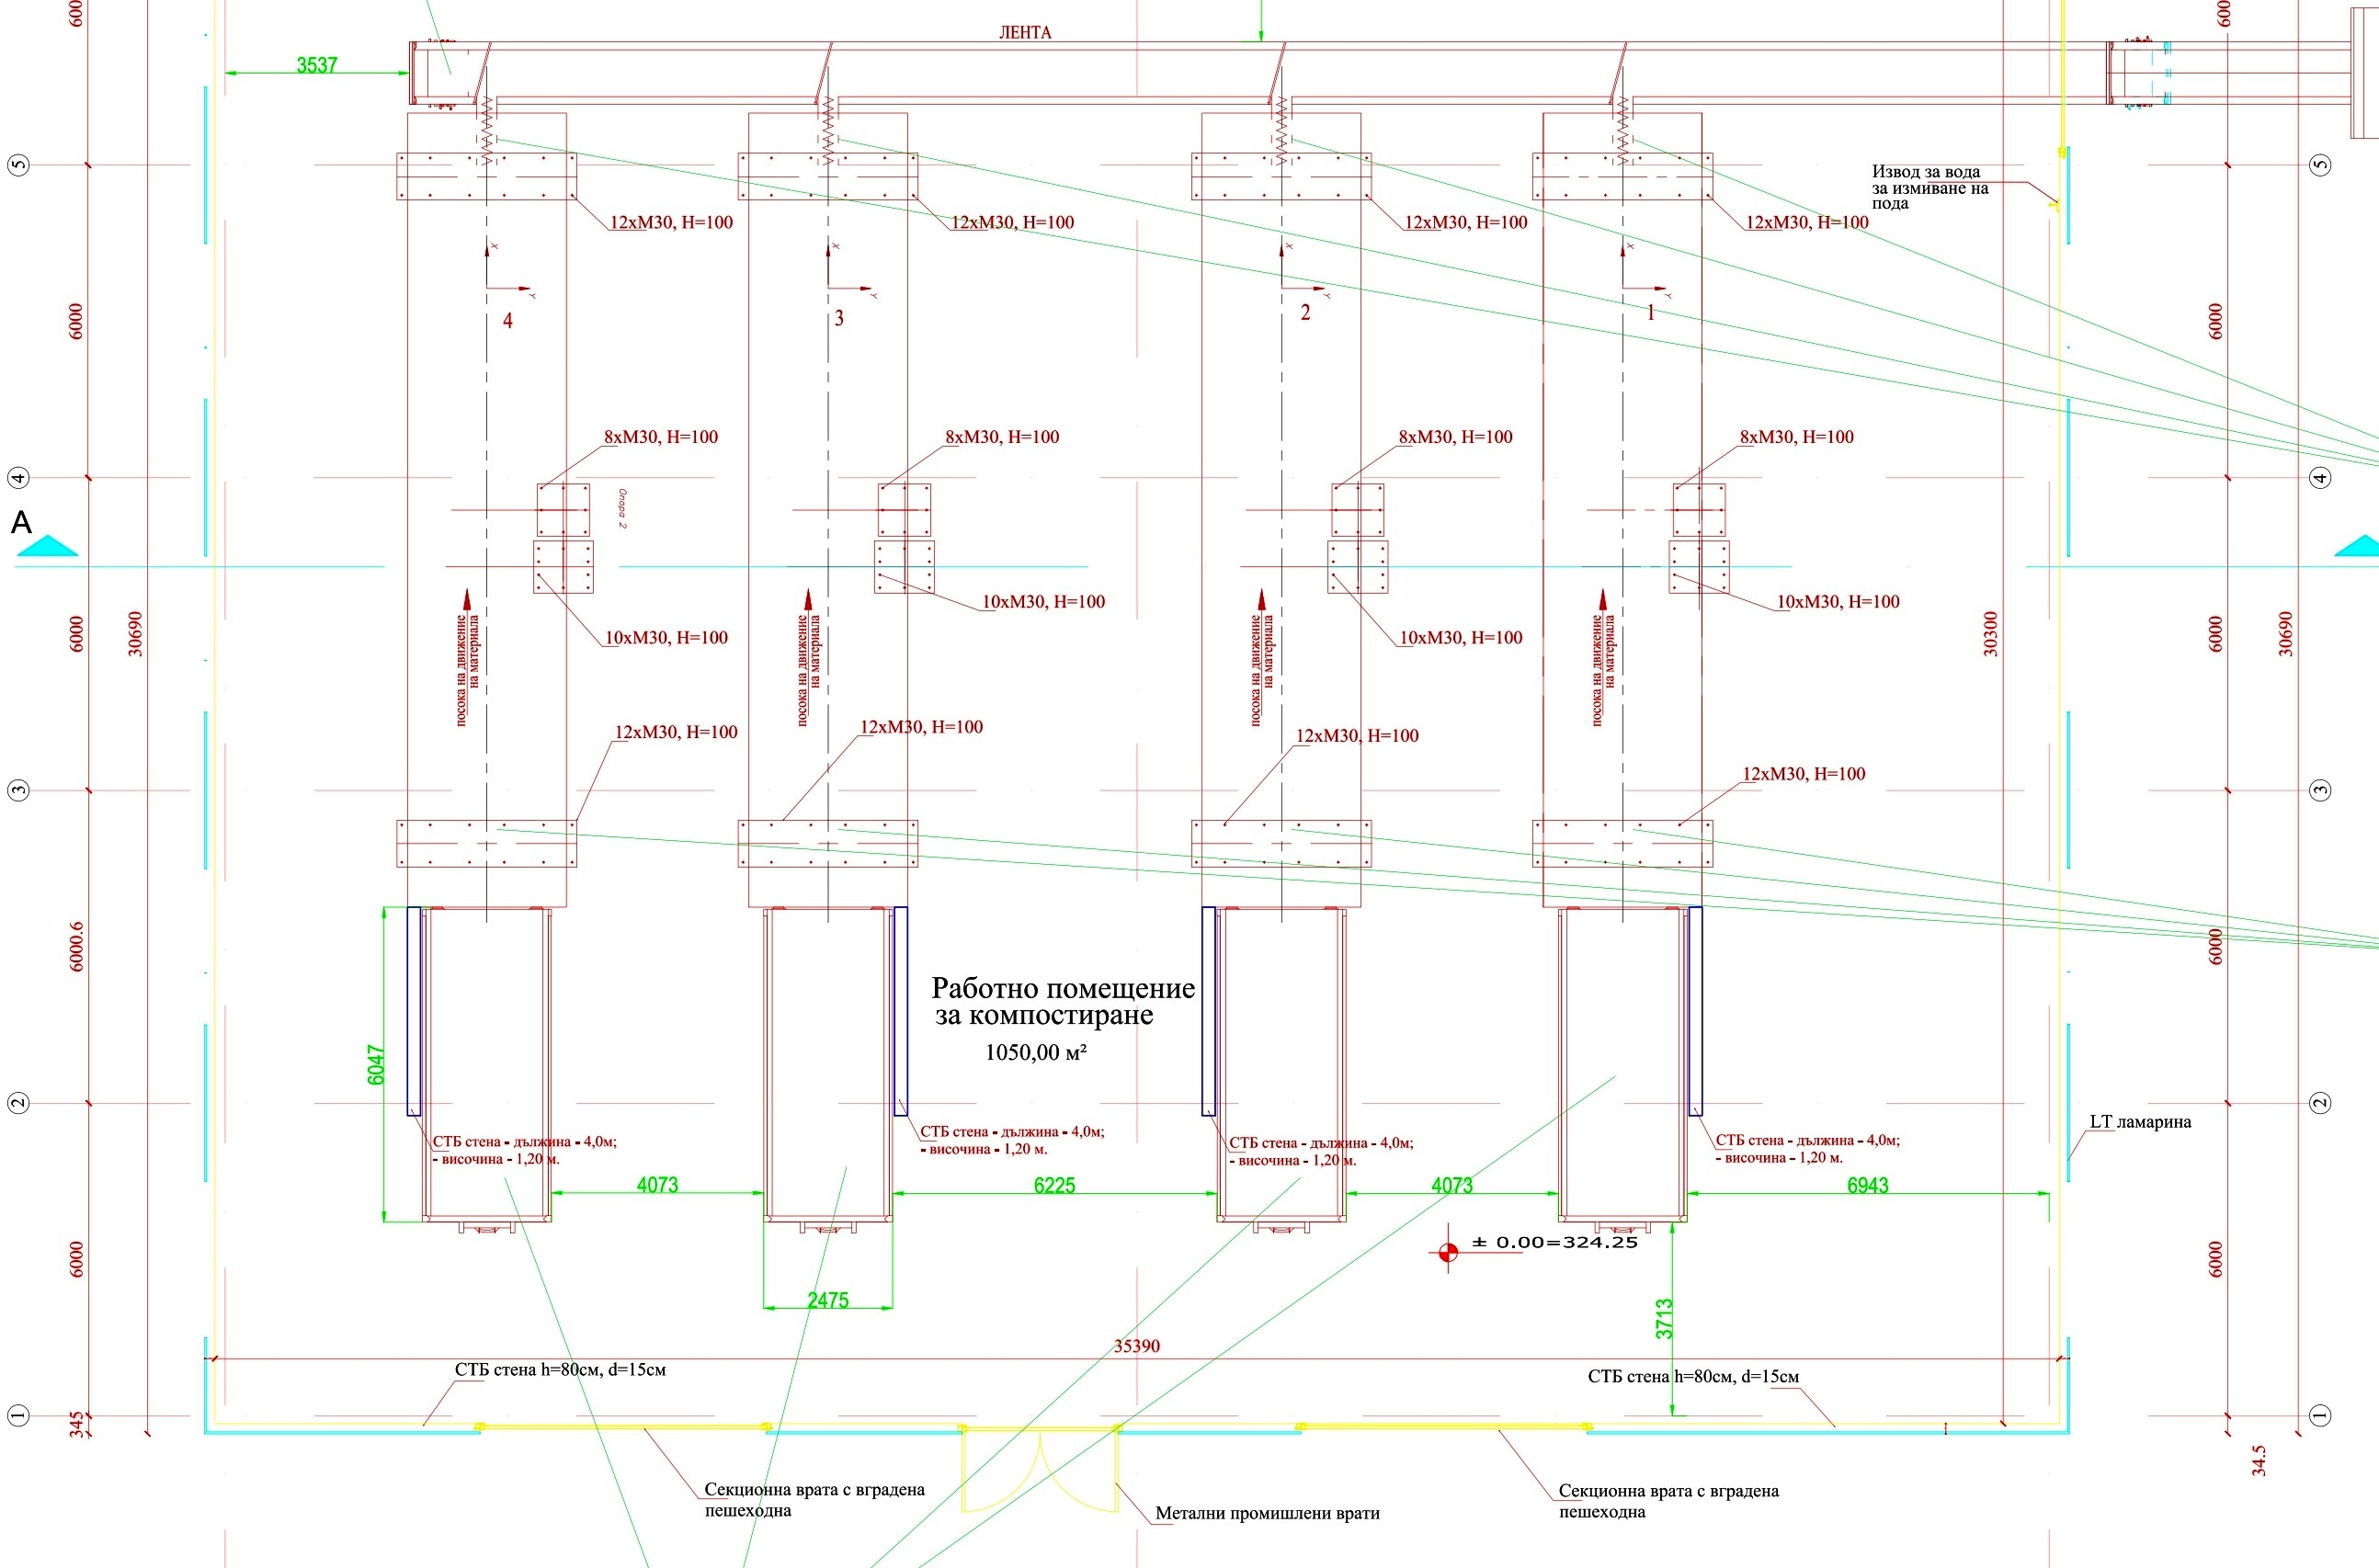 600
600
ЛЕНТА
3537
5
5
Извод за вода
за измиване на
пода
12xM30, H=100
12xM30, H=100
12xM30, H=100
12xM30, H=100
X
X
X
X
Y
Y
Y
Y
4
3
2
1
6000
6000
8xM30, H=100
8xM30, H=100
8xM30, H=100
8xM30, H=100
4
4
Опора 2
A
10xM30, H=100
10xM30, H=100
10xM30, H=100
10xM30, H=100
6000
30690
посока на движение
на материала
посока на движение
на материала
посока на движение
на материала
посока на движение
на материала
30300
6000
30690
12xM30, H=100
12xM30, H=100
12xM30, H=100
12xM30, H=100
3
3
6000.6
6000
Работно помещение
за компостиране
1050,00 м²
6047
2
2
LT ламарина
СТБ стена - дължина - 4,0м;
- височина - 1,20 м.
СТБ стена - дължина - 4,0м;
- височина - 1,20 м.
СТБ стена - дължина - 4,0м;
- височина - 1,20 м.
СТБ стена - дължина - 4,0м;
- височина - 1,20 м.
4073
6225
4073
6943
± 0.00=324.25
6000
6000
2475
3713
35390
СТБ стена h=80см, d=15см
СТБ стена h=80см, d=15см
1
1
345
34.5
Секционна врата с вградена
пешеходна
Метални промишлени врати
Секционна врата с вградена
пешеходна